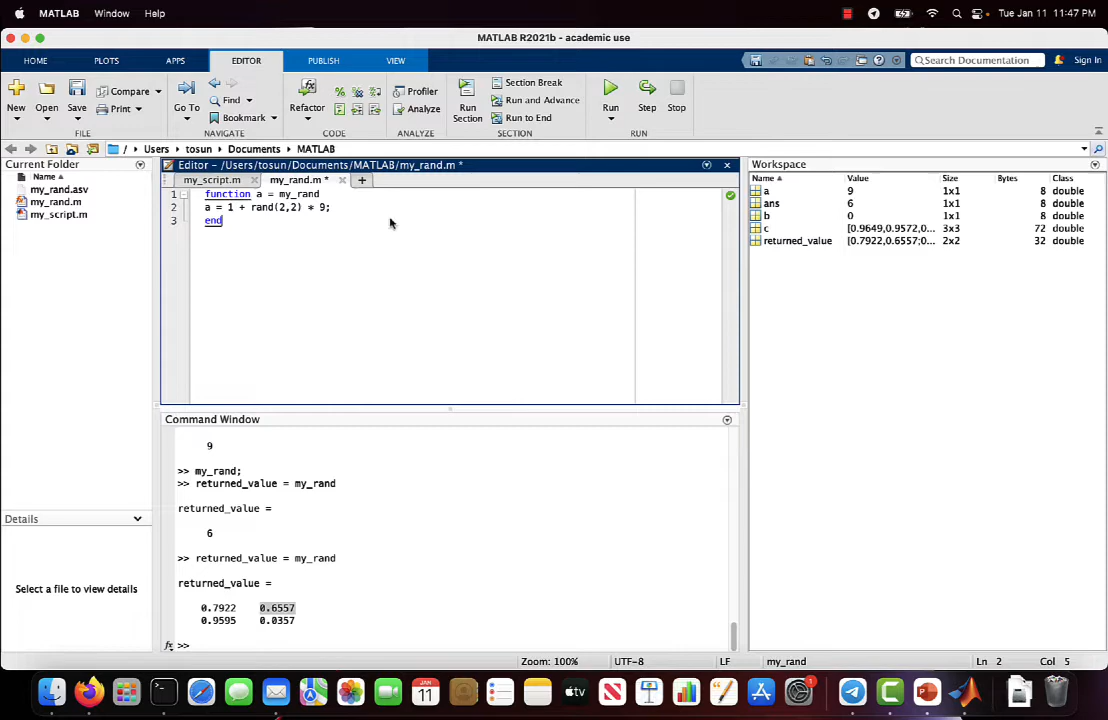 MATLAB Window Help Tue Jan 11 11:47 PM
MATLAB R2021b - academic use
HOME PLOTS APPS EDITOR PUBLISH VIEW Search Documentation Sign In
New Open Save Compare Print Go To Find Bookmark Refactor Profiler Analyze Run Section Section Break Run and Advance Run to End Run Step Stop
FILE NAVIGATE CODE ANALYZE SECTION RUN
/ Users tosun Documents MATLAB
Current Folder
Name
my_rand.asv
my_rand.m
my_script.m
Details
Select a file to view details
Editor - /Users/tosun/Documents/MATLAB/my_rand.m *
my_script.m my_rand.m *
1 function a = my_rand
2 a = 1 + rand(2,2) * 9;
3 end
Command Window
9
>> my_rand;
>> returned_value = my_rand
returned_value =
6
>> returned_value = my_rand
returned_value =
0.7922 0.6557
0.9595 0.0357
fx >>
Workspace
Name Value Size Bytes Class
a 9 1x1 8 double
ans 6 1x1 8 double
b 0 1x1 8 double
c [0.9649,0.9572,0... 3x3 72 double
returned_value [0.7922,0.6557;0... 2x2 32 double
Zoom: 100% UTF-8 LF my_rand Ln 2 Col 5
JAN
11
tv
1